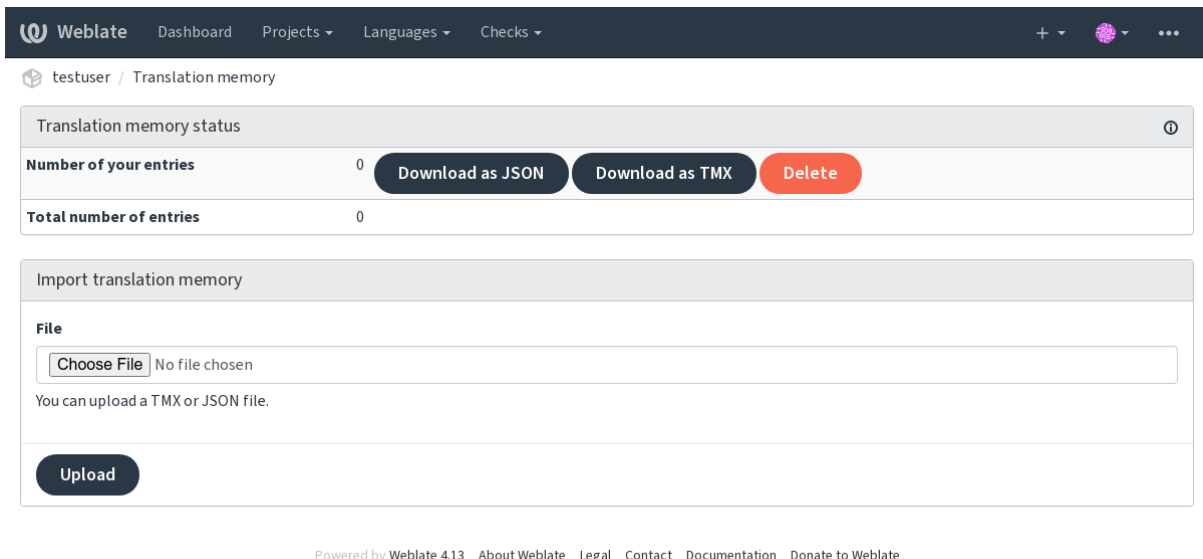 Weblate Dashboard Projects Languages Checks +
testuser / Translation memory
Translation memory status
Number of your entries 0 Download as JSON Download as TMX Delete
Total number of entries 0
Import translation memory
File
Choose File No file chosen
You can upload a TMX or JSON file.
Upload
Powered by Weblate 4.13 About Weblate Legal Contact Documentation Donate to Weblate